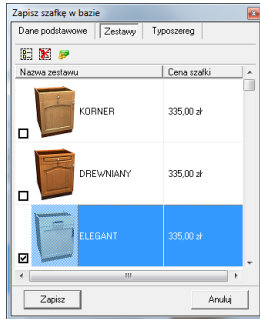 Zapisz szafkę w bazie
Dane podstawowe Zestawy Typoszereg
Nazwa zestawu Cena szafki
KORNER 335,00 zł
DREWNIANY 335,00 zł
ELEGANT 335,00 zł
Zapisz Anuluj